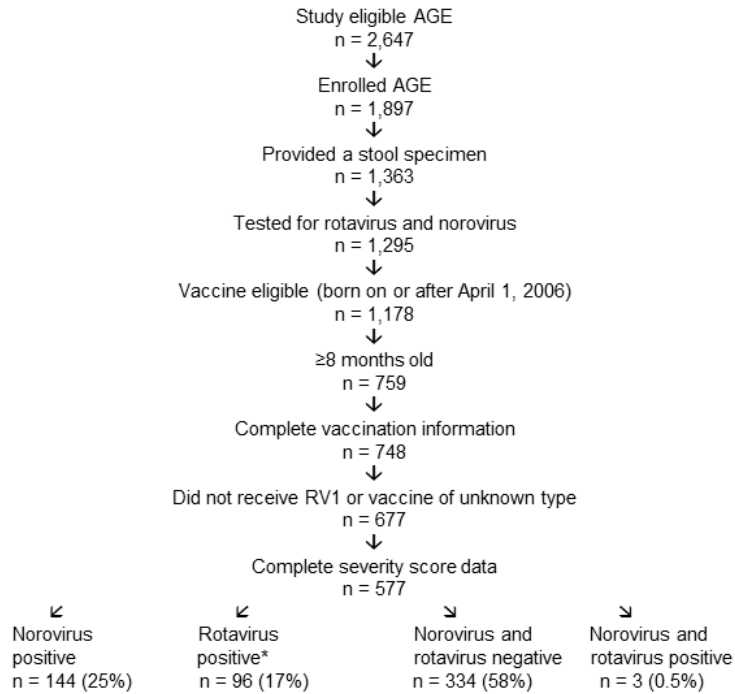 Study eligible AGE
n = 2,647
↓
Enrolled AGE
n = 1,897
↓
Provided a stool specimen
n = 1,363
↓
Tested for rotavirus and norovirus
n = 1,295
↓
Vaccine eligible (born on or after April 1, 2006)
n = 1,178
↓
≥8 months old
n = 759
↓
Complete vaccination information
n = 748
↓
Did not receive RV1 or vaccine of unknown type
n = 677
↓
Complete severity score data
n = 577
↙ ↙ ↘ ↘
Norovirus
positive
n = 144 (25%)
Rotavirus
positive*
n = 96 (17%)
Norovirus and
rotavirus negative
n = 334 (58%)
Norovirus and
rotavirus positive
n = 3 (0.5%)